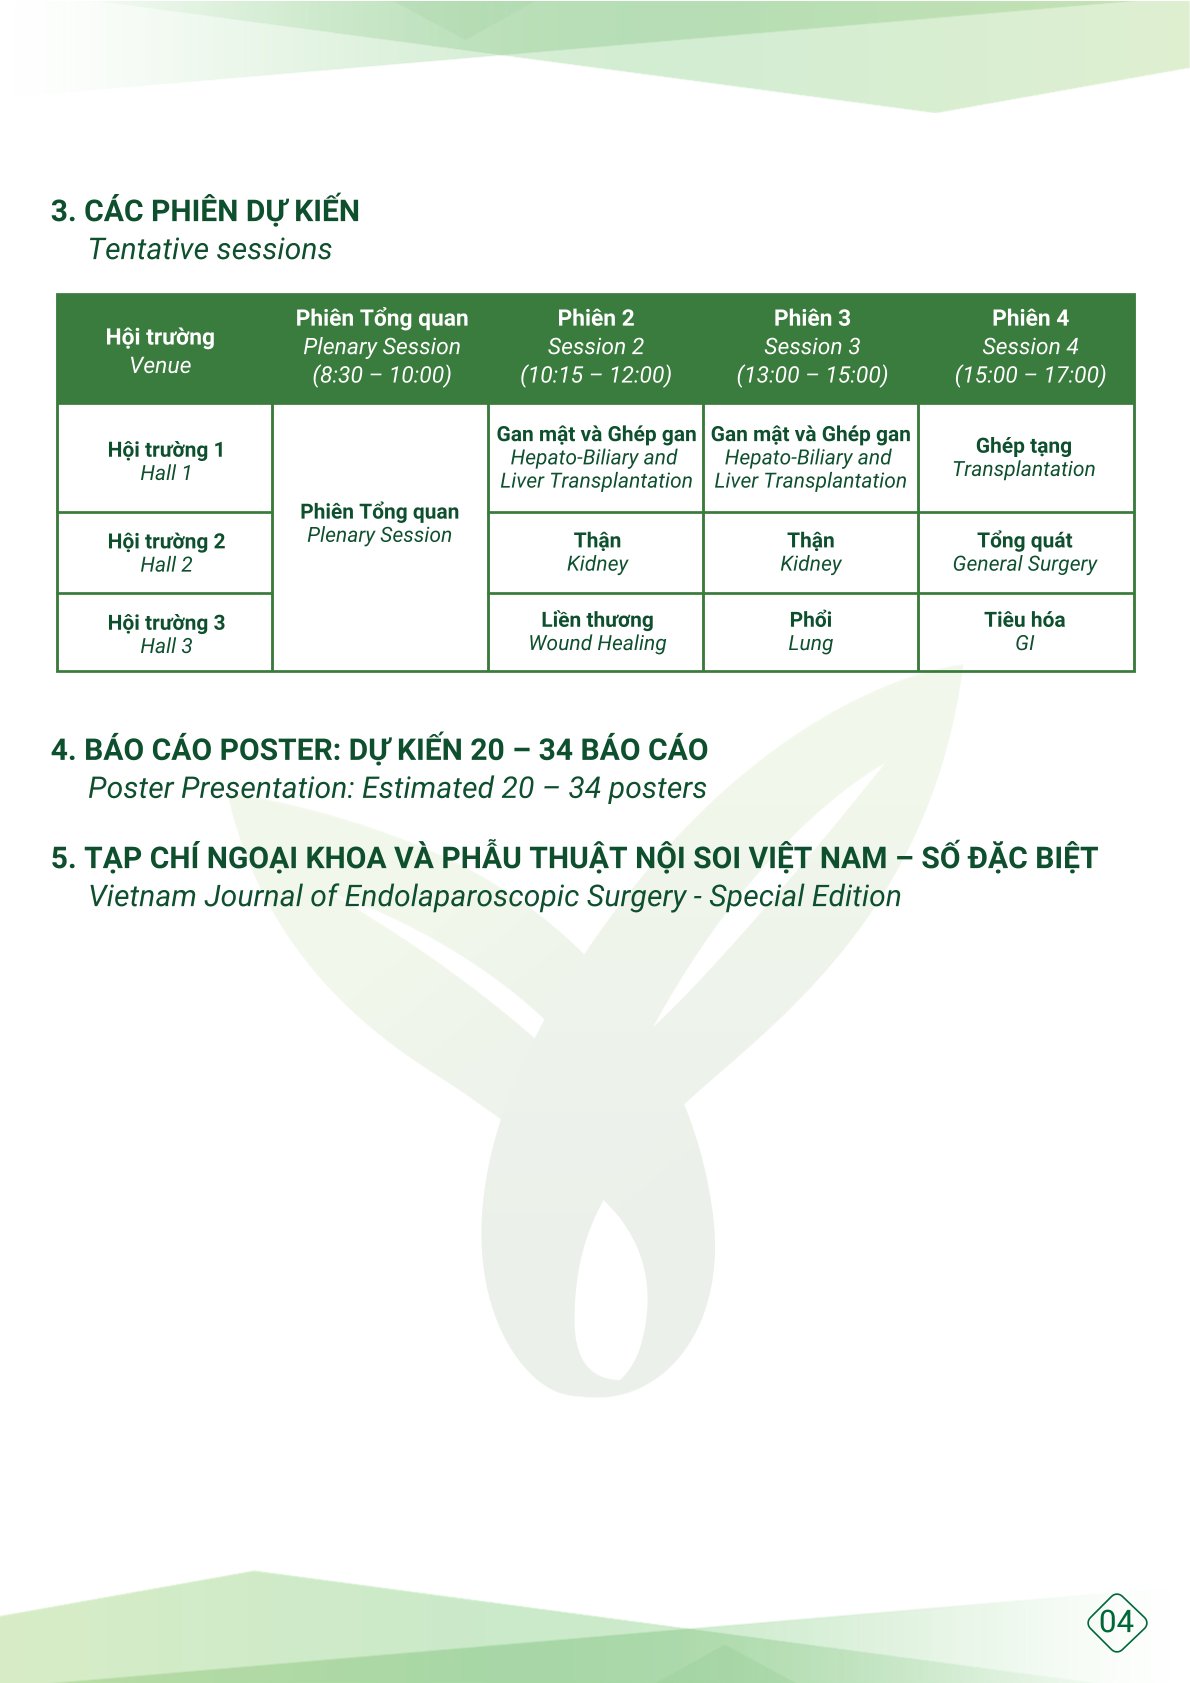 3. CÁC PHIÊN DỰ KIẾN
Tentative sessions
Hội trường
Venue
Phiên Tổng quan
Plenary Session
(8:30 – 10:00)
Phiên 2
Session 2
(10:15 – 12:00)
Phiên 3
Session 3
(13:00 – 15:00)
Phiên 4
Session 4
(15:00 – 17:00)
Hội trường 1
Hall 1
Phiên Tổng quan
Plenary Session
Gan mật và Ghép gan
Hepato-Biliary and
Liver Transplantation
Gan mật và Ghép gan
Hepato-Biliary and
Liver Transplantation
Ghép tạng
Transplantation
Hội trường 2
Hall 2
Thận
Kidney
Thận
Kidney
Tổng quát
General Surgery
Hội trường 3
Hall 3
Liền thương
Wound Healing
Phổi
Lung
Tiêu hóa
GI
4. BÁO CÁO POSTER: DỰ KIẾN 20 – 34 BÁO CÁO
Poster Presentation: Estimated 20 – 34 posters
5. TẠP CHÍ NGOẠI KHOA VÀ PHẪU THUẬT NỘI SOI VIỆT NAM – SỐ ĐẶC BIỆT
Vietnam Journal of Endolaparoscopic Surgery - Special Edition
04